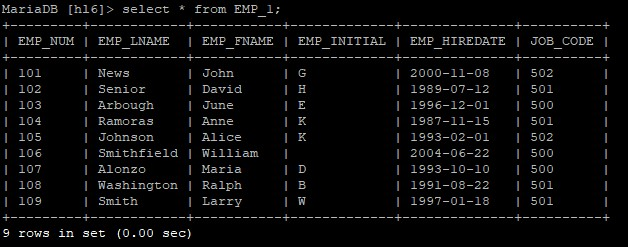 MariaDB [hl6]> select * from EMP_1;
+---------+------------+-----------+-------------+--------------+----------+
| EMP_NUM | EMP_LNAME | EMP_FNAME | EMP_INITIAL | EMP_HIREDATE | JOB_CODE |
+---------+------------+-----------+-------------+--------------+----------+
| 101 | News | John | G | 2000-11-08 | 502 |
| 102 | Senior | David | H | 1989-07-12 | 501 |
| 103 | Arbough | June | E | 1996-12-01 | 500 |
| 104 | Ramoras | Anne | K | 1987-11-15 | 501 |
| 105 | Johnson | Alice | K | 1993-02-01 | 502 |
| 106 | Smithfield | William | | 2004-06-22 | 500 |
| 107 | Alonzo | Maria | D | 1993-10-10 | 500 |
| 108 | Washington | Ralph | B | 1991-08-22 | 501 |
| 109 | Smith | Larry | W | 1997-01-18 | 501 |
+---------+------------+-----------+-------------+--------------+----------+
9 rows in set (0.00 sec)